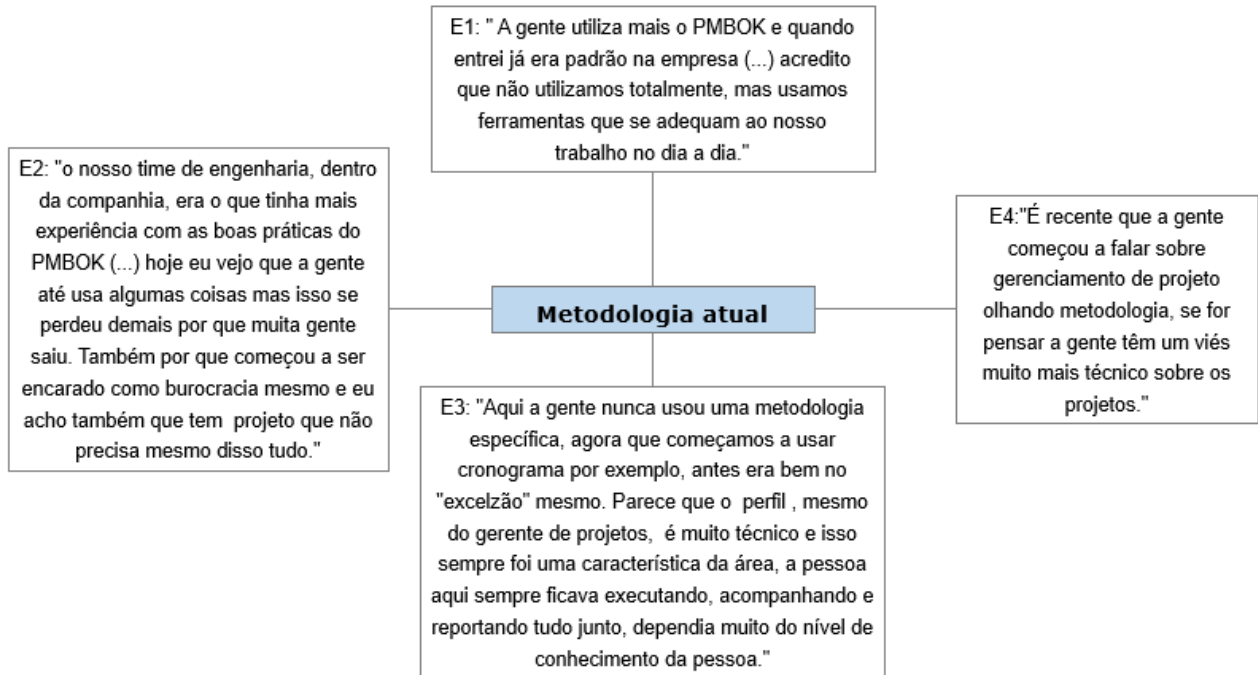 E1: " A gente utiliza mais o PMBOK e quando
entrei já era padrão na empresa (...) acredito
que não utilizamos totalmente, mas usamos
ferramentas que se adequam ao nosso
trabalho no dia a dia."
E2: "o nosso time de engenharia, dentro
da companhia, era o que tinha mais
experiência com as boas práticas do
PMBOK (...) hoje eu vejo que a gente
até usa algumas coisas mas isso se
perdeu demais por que muita gente
saiu. Também por que começou a ser
encarado como burocracia mesmo e eu
acho também que tem projeto que não
precisa mesmo disso tudo."
E4:"É recente que a gente
começou a falar sobre
gerenciamento de projeto
olhando metodologia, se for
pensar a gente têm um viés
muito mais técnico sobre os
projetos."
Metodologia atual
E3: "Aqui a gente nunca usou uma metodologia
específica, agora que começamos a usar
cronograma por exemplo, antes era bem no
"excelzão" mesmo. Parece que o perfil , mesmo
do gerente de projetos, é muito técnico e isso
sempre foi uma característica da área, a pessoa
aqui sempre ficava executando, acompanhando e
reportando tudo junto, dependia muito do nível de
conhecimento da pessoa."